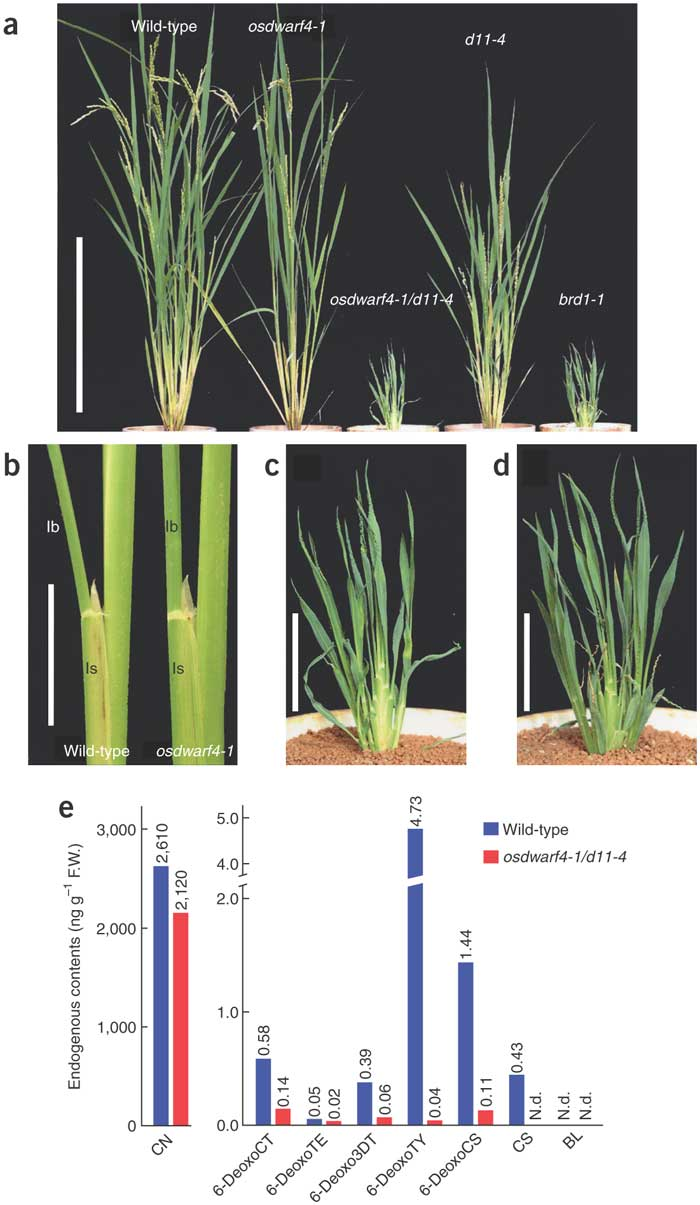 a
Wild-type
osdwarf4-1
d11-4
osdwarf4-1/d11-4
brd1-1
b
lb
lb
ls
ls
Wild-type
osdwarf4-1
c
d
e
Endogenous contents (ng g⁻¹ F.W.)
3,000
2,000
1,000
0
2,610
2,120
CN
5.0
4.0
2.0
1.0
0.0
Wild-type
osdwarf4-1/d11-4
0.58
0.14
0.05
0.02
0.39
0.06
4.73
0.04
1.44
0.11
0.43
N.d.
N.d.
N.d.
6-DeoxoCT
6-DeoxoTE
6-Deoxo3DT
6-DeoxoTY
6-DeoxoCS
CS
BL